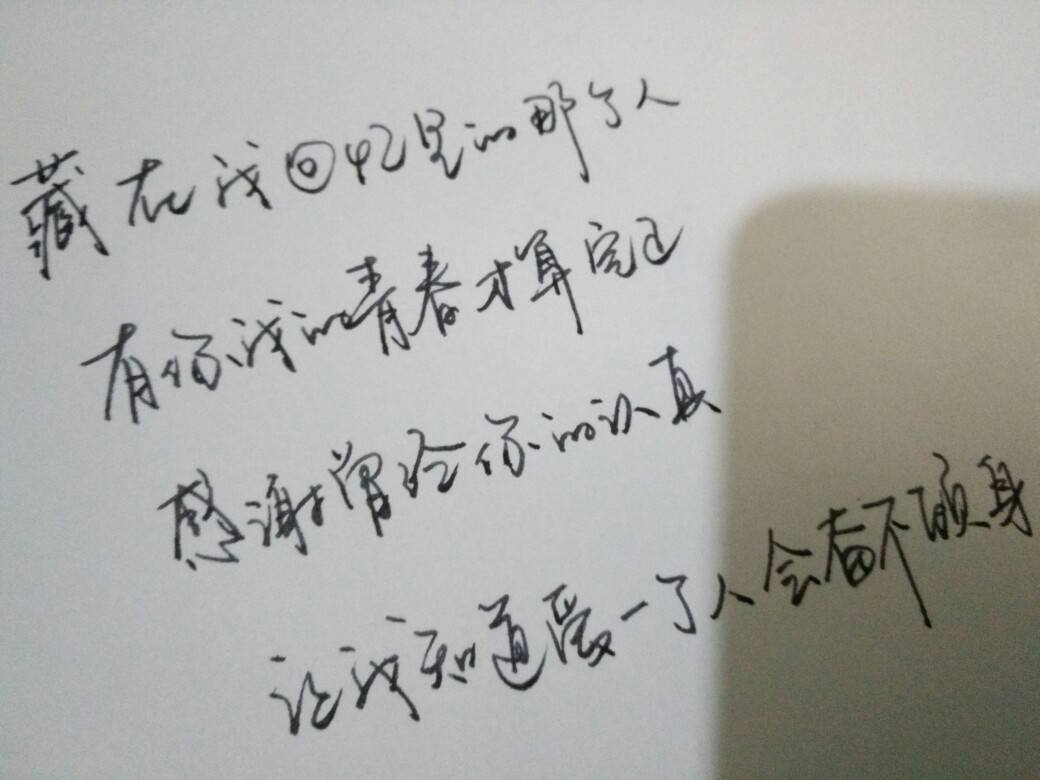 藏在我回忆里的那个人
有你我的青春才算完已
感谢曾经你的认真
让我知道爱一个人会奋不顾身